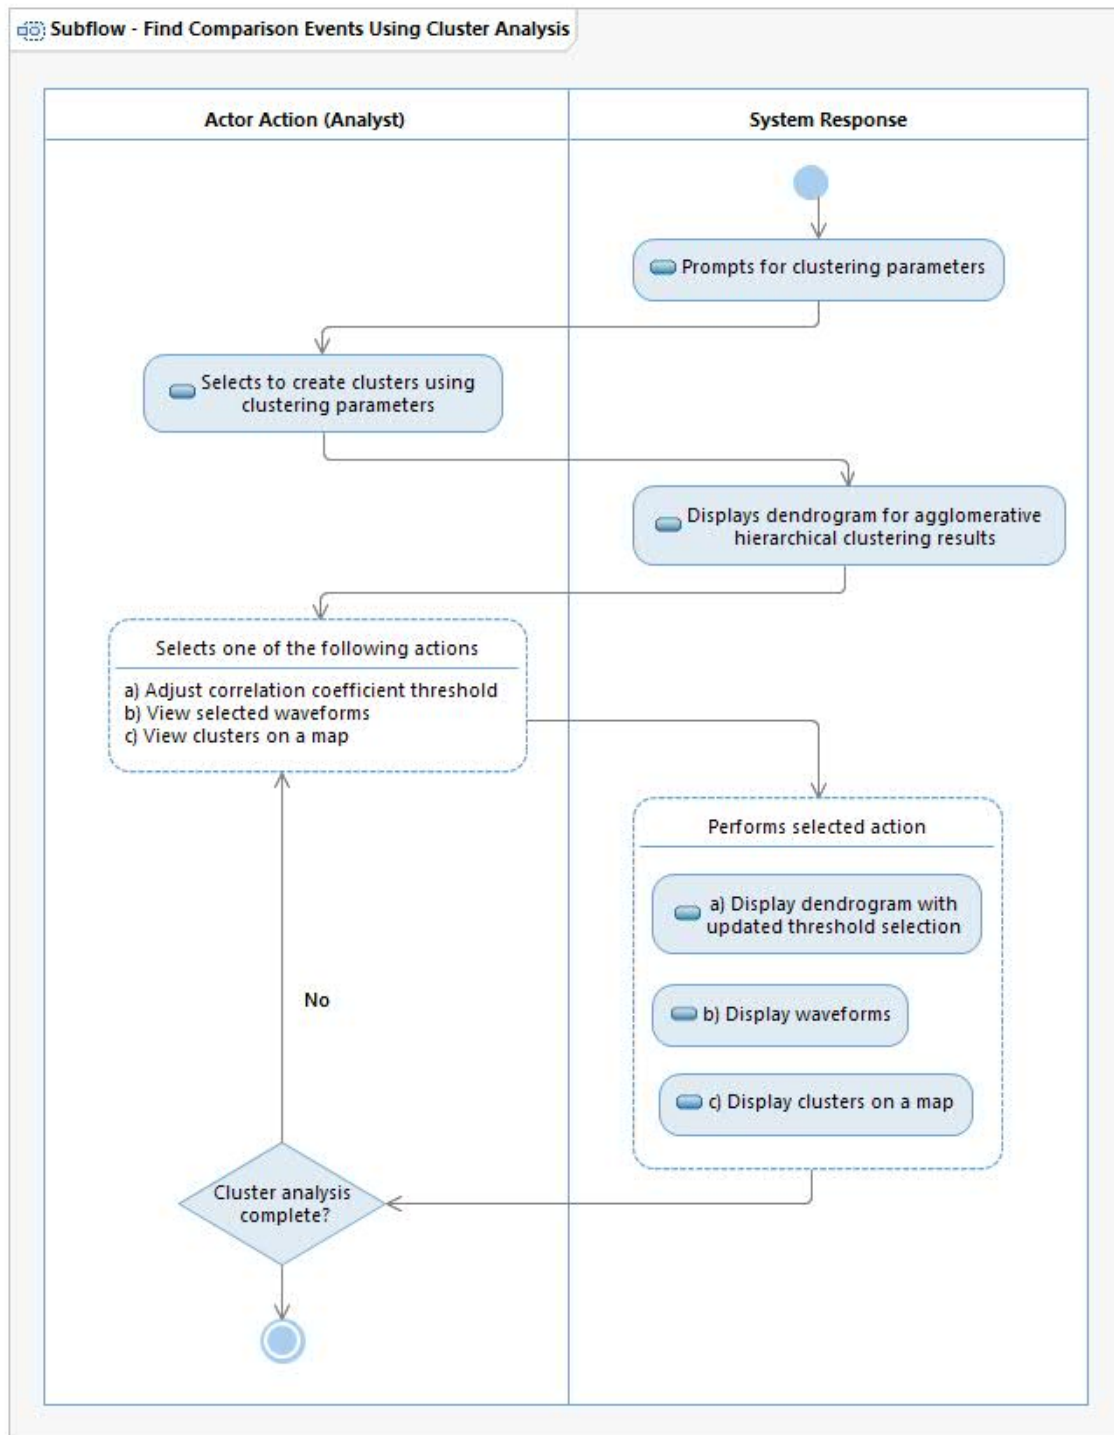 Subflow - Find Comparison Events Using Cluster Analysis
Actor Action (Analyst)
System Response
Prompts for clustering parameters
Selects to create clusters using
clustering parameters
Displays dendrogram for agglomerative
hierarchical clustering results
Selects one of the following actions
a) Adjust correlation coefficient threshold
b) View selected waveforms
c) View clusters on a map
Performs selected action
a) Display dendrogram with
updated threshold selection
b) Display waveforms
c) Display clusters on a map
No
Cluster analysis
complete?